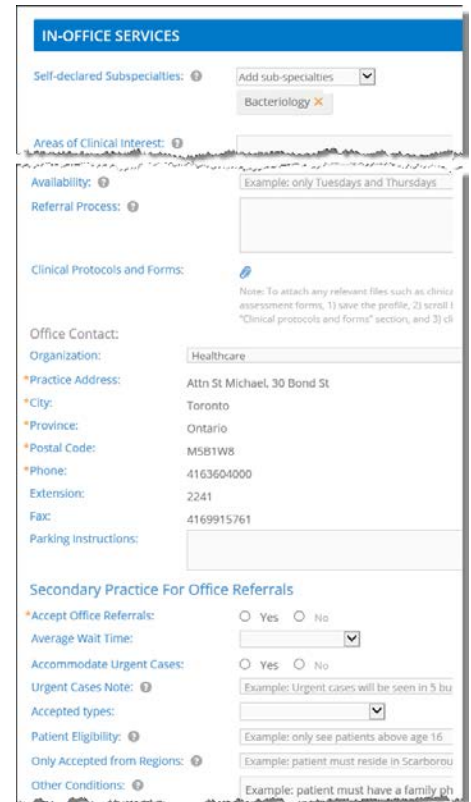 IN-OFFICE SERVICES
Self-declared Subspecialties: Add sub-specialties
Bacteriology ×
Areas of Clinical Interest:
Availability: Example: only Tuesdays and Thursdays
Referral Process:
Clinical Protocols and Forms:
Note: To attach any relevant files such as clinica
assessment forms, 1) save the profile, 2) scroll
"Clinical protocols and forms" section, and 3) cli
Office Contact:
Organization: Healthcare
*Practice Address: Attn St Michael, 30 Bond St
*City: Toronto
*Province: Ontario
*Postal Code: M5B1W8
*Phone: 4163604000
Extension: 2241
Fax: 4169915761
Parking Instructions:
Secondary Practice For Office Referrals
*Accept Office Referrals: Yes No
Average Wait Time:
Accommodate Urgent Cases: Yes No
Urgent Cases Note: Example: Urgent cases will be seen in 5 bu
Accepted types:
Patient Eligibility: Example: only see patients above age 16
Only Accepted from Regions: Example: patient must reside in Scarborou
Other Conditions: Example: patient must have a family ph